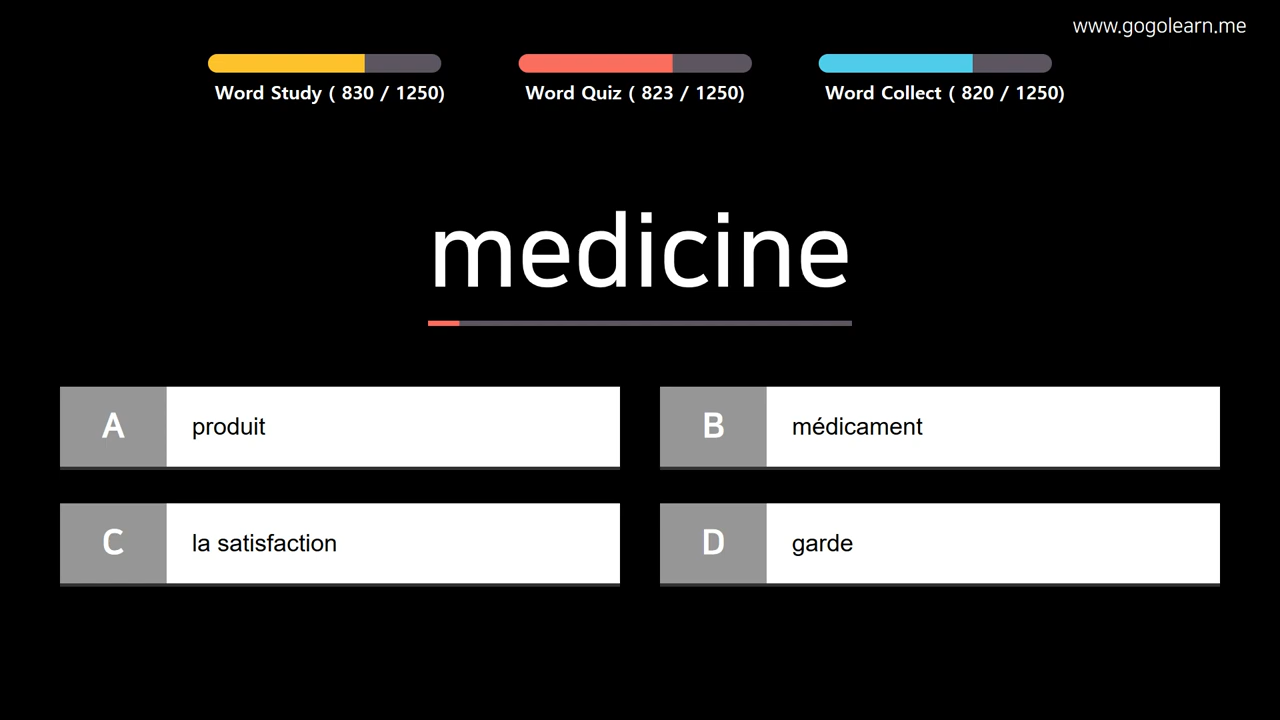 www.gogolearn.me
Word Study ( 830 / 1250)
Word Quiz ( 823 / 1250)
Word Collect ( 820 / 1250)
medicine
A
produit
B
médicament
C
la satisfaction
D
garde